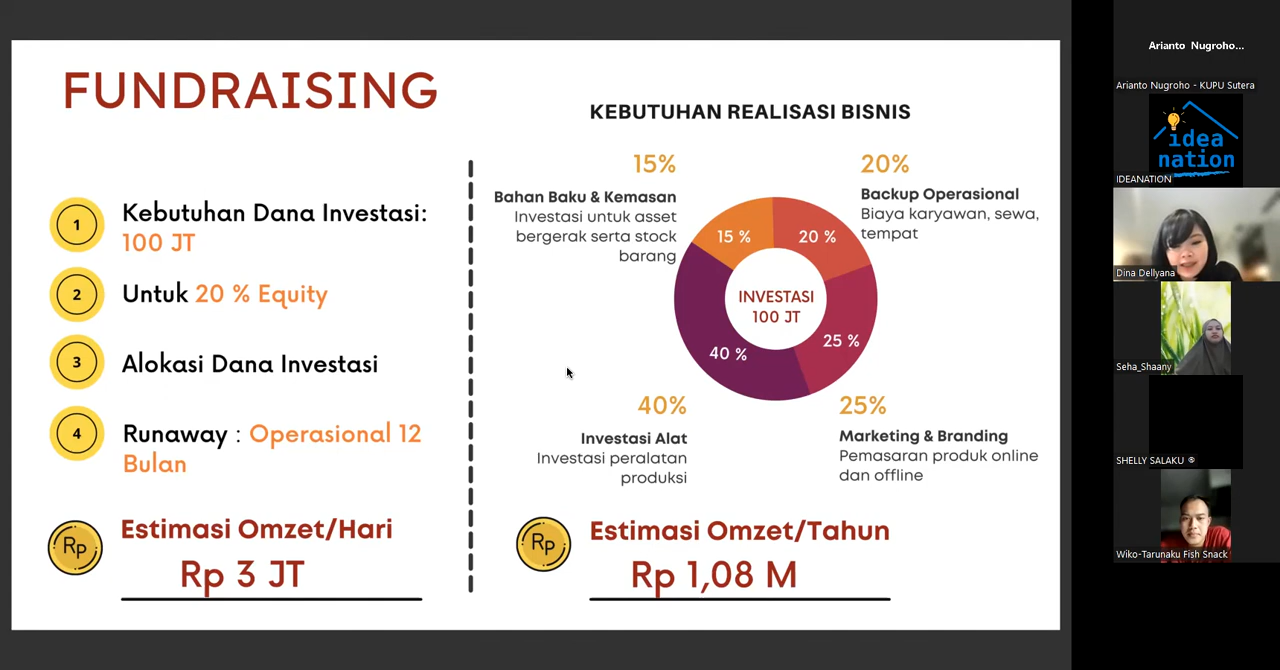 FUNDRAISING
1
Kebutuhan Dana Investasi:
100 JT
2
Untuk 20 % Equity
3
Alokasi Dana Investasi
4
Runaway : Operasional 12
Bulan
Rp
Estimasi Omzet/Hari
Rp 3 JT
KEBUTUHAN REALISASI BISNIS
15%
Bahan Baku & Kemasan
Investasi untuk asset
bergerak serta stock
barang
20%
Backup Operasional
Biaya karyawan, sewa,
tempat
15 %
20 %
INVESTASI
100 JT
40 %
25 %
40%
Investasi Alat
Investasi peralatan
produksi
25%
Marketing & Branding
Pemasaran produk online
dan offline
Rp
Estimasi Omzet/Tahun
Rp 1,08 M
Arianto Nugroho...
Arianto Nugroho - KUPU Sutera
idea
nation
IDEANATION
Dina Dellyana
Seha_Shaany
SHELLY SALAKU
Wiko-Tarunaku Fish Snack